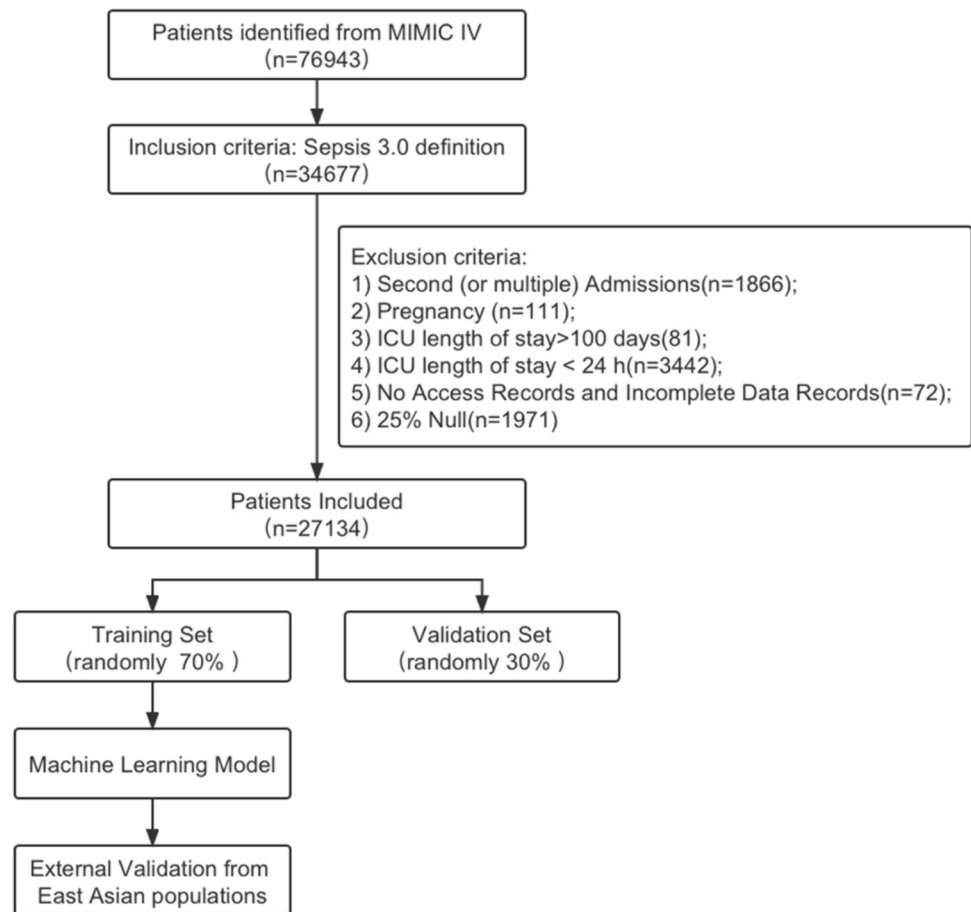 Patients identified from MIMIC IV
(n=76943)
Inclusion criteria: Sepsis 3.0 definition
(n=34677)
Exclusion criteria:
1) Second (or multiple) Admissions(n=1866);
2) Pregnancy (n=111);
3) ICU length of stay>100 days(81);
4) ICU length of stay < 24 h(n=3442);
5) No Access Records and Incomplete Data Records(n=72);
6) 25% Null(n=1971)
Patients Included
(n=27134)
Training Set
(randomly 70% )
Validation Set
(randomly 30% )
Machine Learning Model
External Validation from
East Asian populations